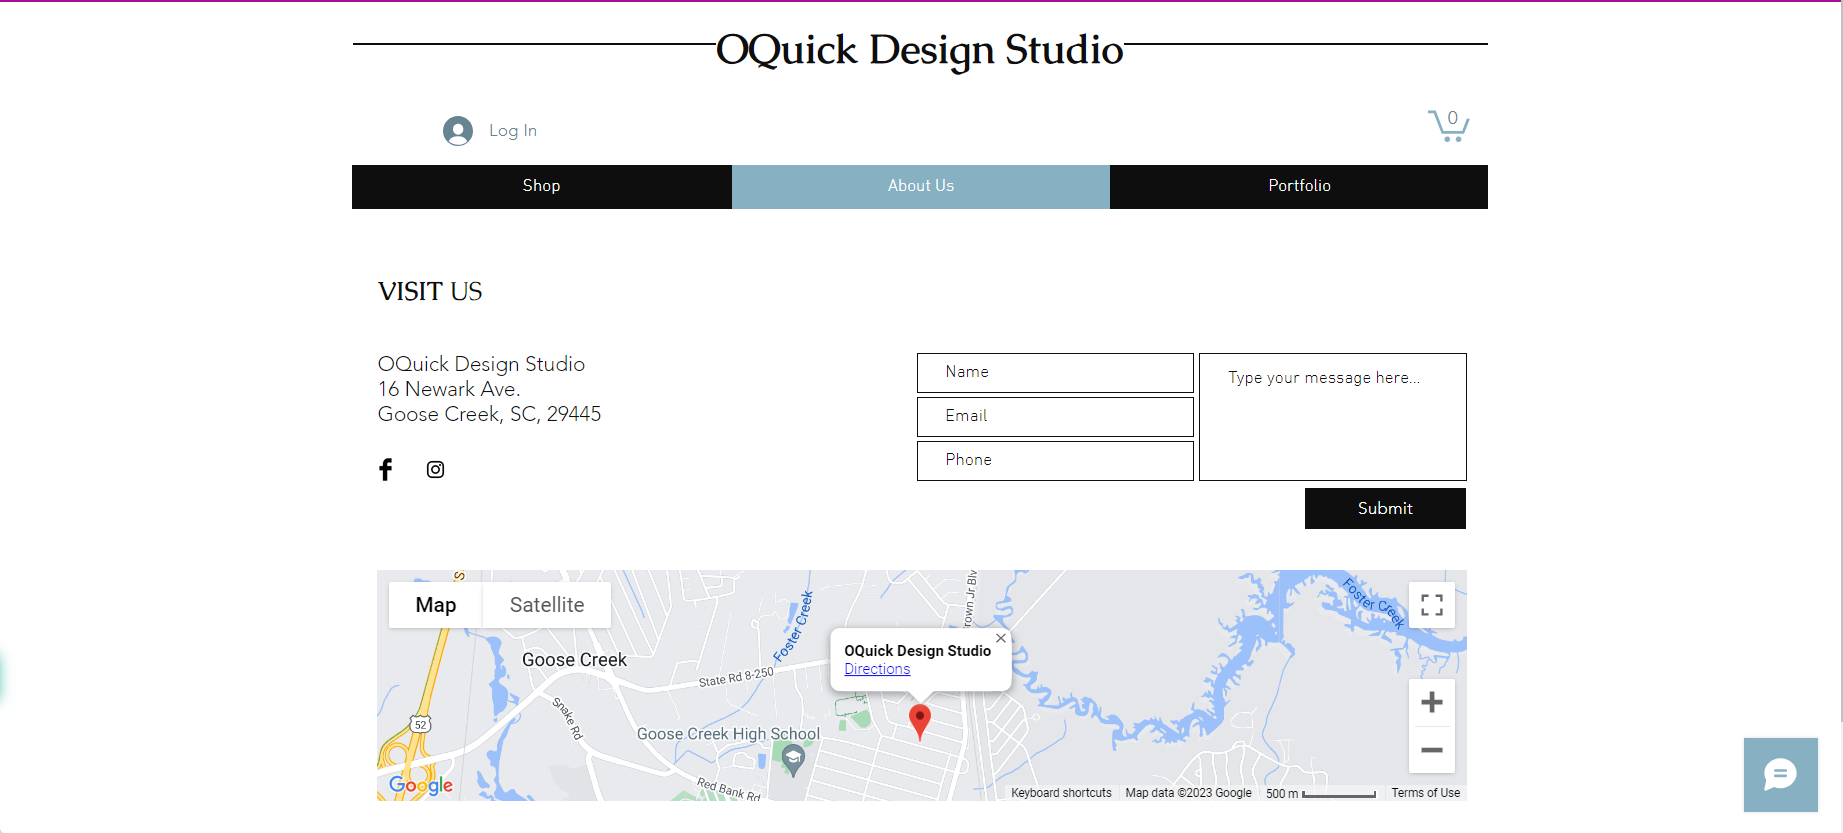 OQuick Design Studio
Log In
0
Shop
About Us
Portfolio
VISIT US
OQuick Design Studio
16 Newark Ave.
Goose Creek, SC, 29445
Name
Email
Phone
Type your message here...
Submit
Map
Satellite
Goose Creek
Foster Creek
State Rd 8-250
Snake Rd
52
Goose Creek High School
Red Bank Rd
rown Jr Blv
Foster Creek
OQuick Design Studio
Directions
Google
Keyboard shortcuts
Map data ©2023 Google
500 m
Terms of Use